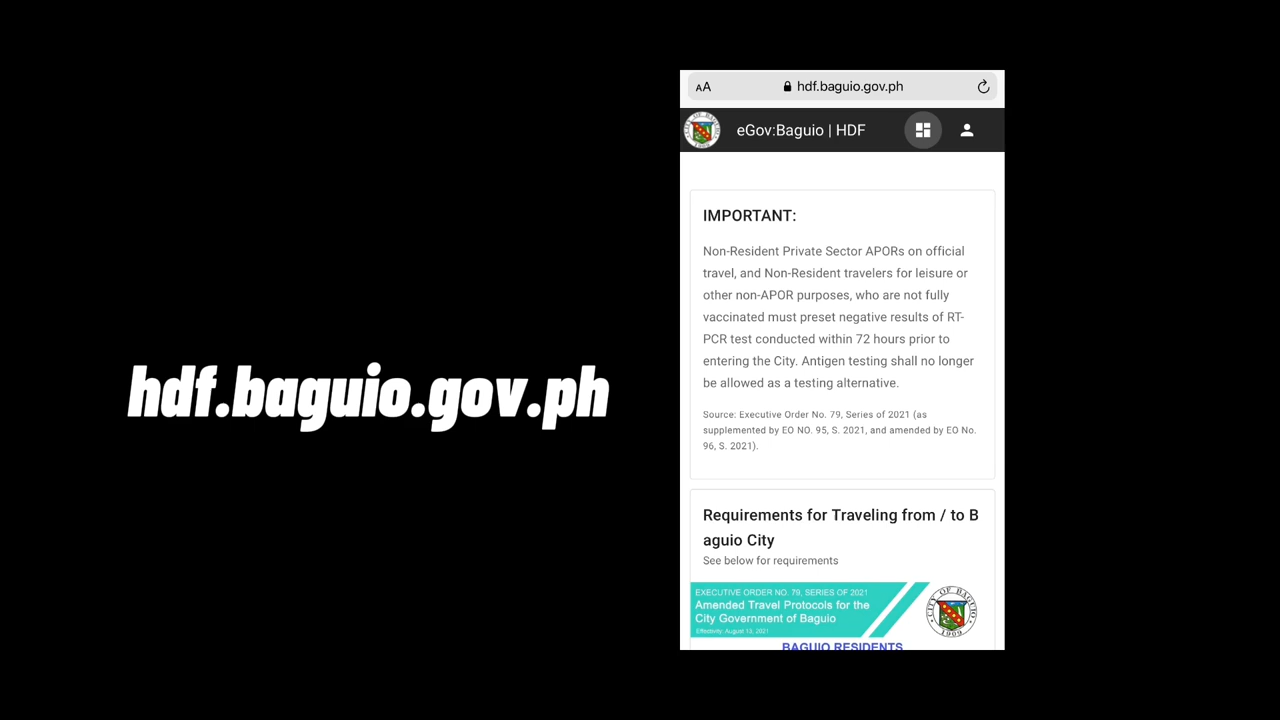 hdf.baguio.gov.ph
AA
hdf.baguio.gov.ph
eGov:Baguio | HDF
IMPORTANT:
Non-Resident Private Sector APORs on official
travel, and Non-Resident travelers for leisure or
other non-APOR purposes, who are not fully
vaccinated must preset negative results of RT-
PCR test conducted within 72 hours prior to
entering the City. Antigen testing shall no longer
be allowed as a testing alternative.
Source: Executive Order No. 79, Series of 2021 (as
supplemented by EO NO. 95, S. 2021, and amended by EO No.
96, S. 2021).
Requirements for Traveling from / to B
aguio City
See below for requirements
EXECUTIVE ORDER NO. 79, SERIES OF 2021
Amended Travel Protocols for the
City Government of Baguio
Effectivity: August 13, 2021
CITY OF BAGUIO
1909
BAGUIO RESIDENTS